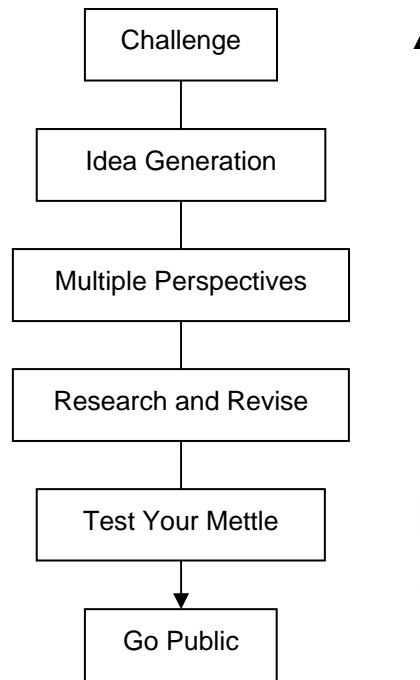 Challenge
Idea Generation
Multiple Perspectives
Research and Revise
Test Your Mettle
Go Public